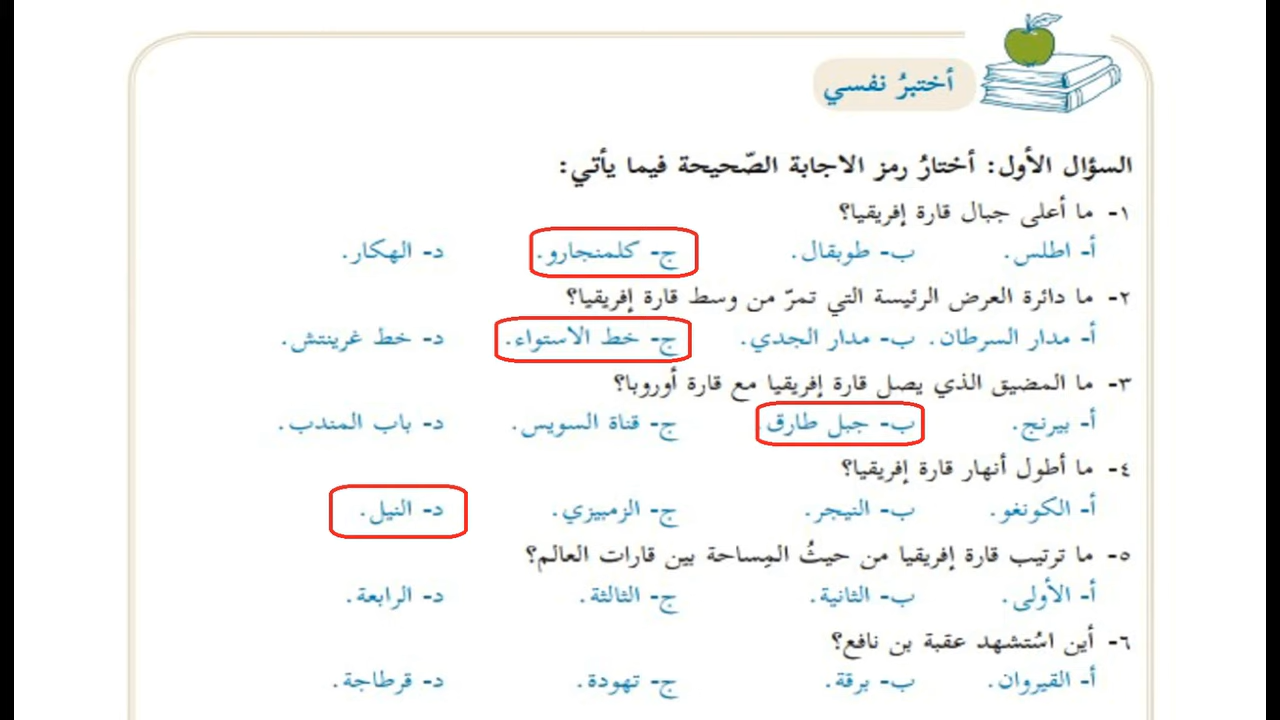 أختبرُ نفسي
السؤال الأول: أختارُ رمز الاجابة الصّحيحة فيما يأتي:
١- ما أعلى جبال قارة إفريقيا؟
أ- اطلس. ب- طوبقال. ج- كلمنجارو. د- الهكار.
٢- ما دائرة العرض الرئيسة التي تمرّ من وسط قارة إفريقيا؟
أ- مدار السرطان. ب- مدار الجدي. ج- خط الاستواء. د- خط غرينتش.
٣- ما المضيق الذي يصل قارة إفريقيا مع قارة أوروبا؟
أ- بيرنج. ب- جبل طارق. ج- قناة السويس. د- باب المندب.
٤- ما أطول أنهار قارة إفريقيا؟
أ- الكونغو. ب- النيجر. ج- الزمبيزي. د- النيل.
٥- ما ترتيب قارة إفريقيا من حيثُ المِساحة بين قارات العالم؟
أ- الأولى. ب- الثانية. ج- الثالثة. د- الرابعة.
٦- أين اسُتشهد عقبة بن نافع؟
أ- القيروان. ب- برقة. ج- تهودة. د- قرطاجة.